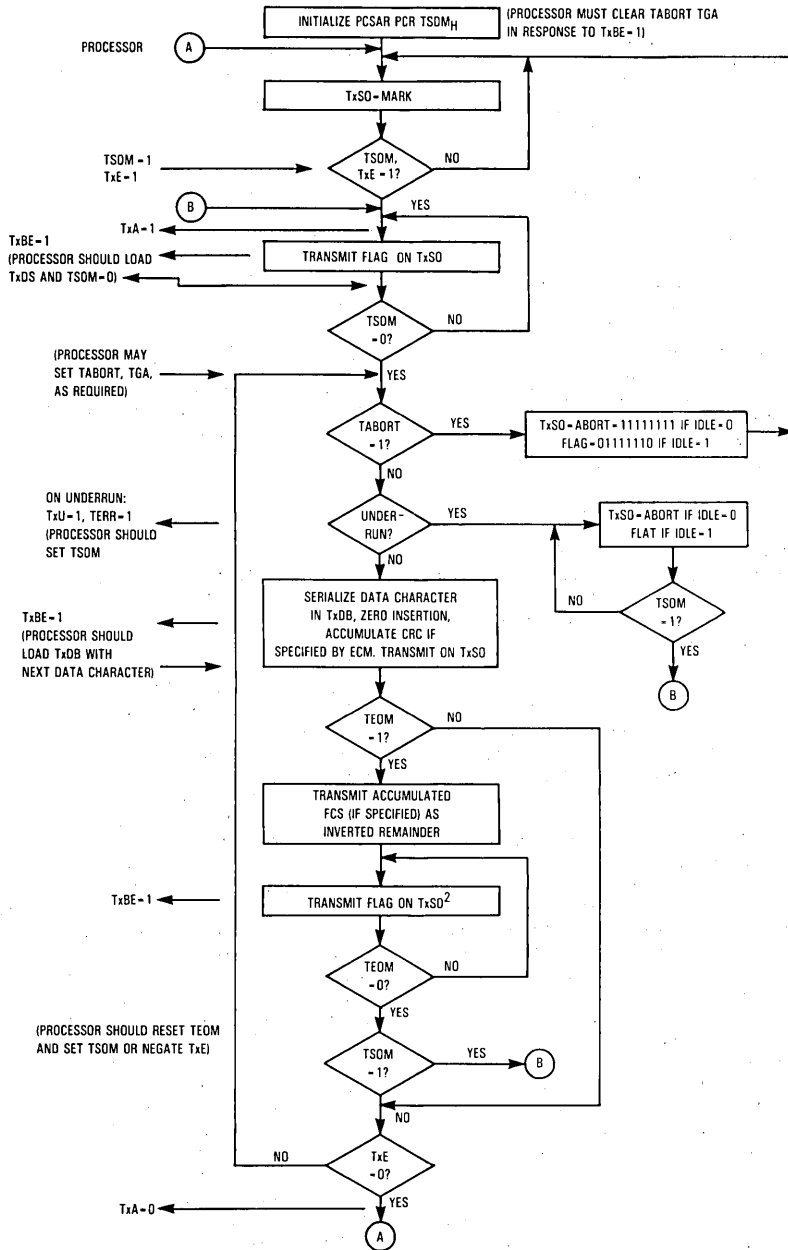 INITIALIZE PCSAR PCR TSOM_H
(PROCESSOR MUST CLEAR TABORT TGA
IN RESPONSE TO TxBE=1)
PROCESSOR
A
TxSO=MARK
TSOM=1
TxE=1
TSOM,
TxE=1?
NO
YES
B
TxA=1
TxBE=1
(PROCESSOR SHOULD LOAD
TxDS AND TSOM=0)
TRANSMIT FLAG ON TxSO
TSOM
=0?
NO
YES
(PROCESSOR MAY
SET TABORT, TGA,
AS REQUIRED)
TABORT
=1?
YES
NO
TxSO=ABORT=11111111 IF IDLE=0
FLAG=01111110 IF IDLE=1
ON UNDERRUN:
TxU=1, TERR=1
(PROCESSOR SHOULD
SET TSOM
UNDER-
RUN?
YES
NO
TxSO=ABORT IF IDLE=0
FLAT IF IDLE=1
TSOM
=1?
NO
YES
B
SERIALIZE DATA CHARACTER
IN TxDB, ZERO INSERTION,
ACCUMULATE CRC IF
SPECIFIED BY ECM. TRANSMIT ON TxSO
TxBE=1
(PROCESSOR SHOULD
LOAD TxDB WITH
NEXT DATA CHARACTER)
TEOM
=1?
NO
YES
TRANSMIT ACCUMULATED
FCS (IF SPECIFIED) AS
INVERTED REMAINDER
TxBE=1
TRANSMIT FLAG ON TxSO²
TEOM
=0?
NO
YES
(PROCESSOR SHOULD RESET TEOM
AND SET TSOM OR NEGATE TxE)
TSOM
=1?
YES
B
NO
TxE
=0?
NO
YES
TxA=0
A